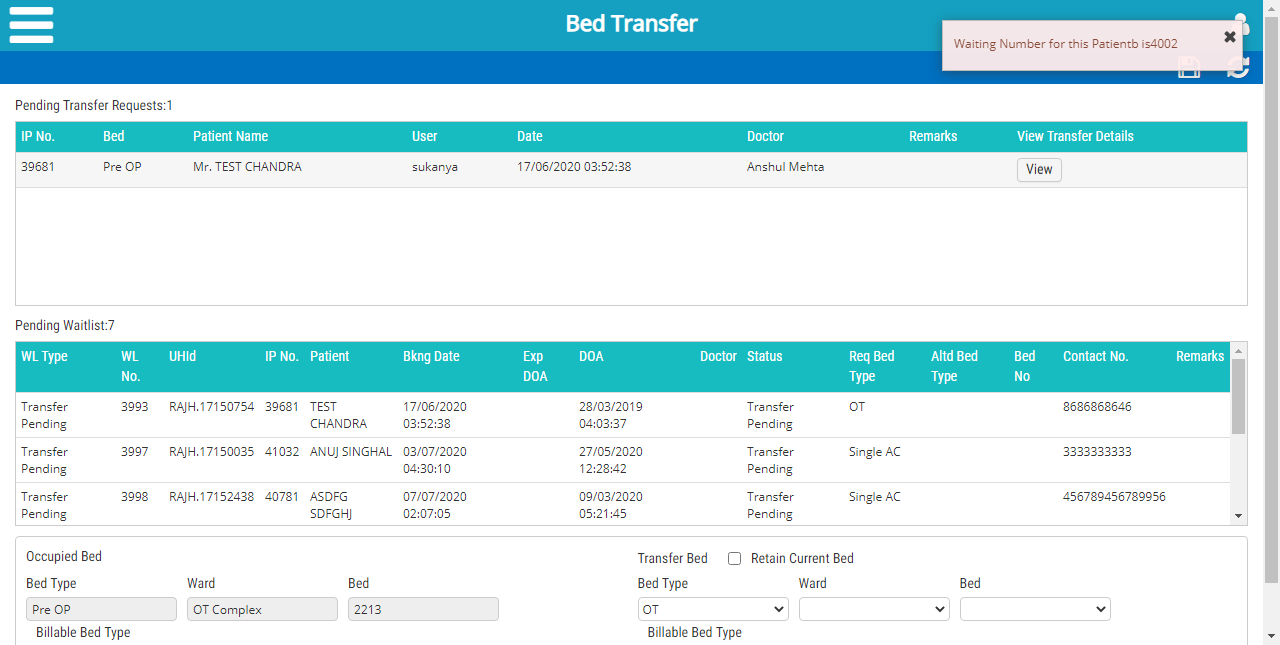 Bed Transfer
Waiting Number for this Patientb is4002
Pending Transfer Requests:1
IP No. Bed Patient Name User Date Doctor Remarks View Transfer Details
39681 Pre OP Mr. TEST CHANDRA sukanya 17/06/2020 03:52:38 Anshul Mehta View
Pending Waitlist:7
WL Type WL No. UHId IP No. Patient Bkng Date Exp DOA DOA Doctor Status Req Bed Type Altd Bed Type Bed No Contact No. Remarks
Transfer Pending 3993 RAJH.17150754 39681 TEST CHANDRA 17/06/2020 03:52:38 28/03/2019 04:03:37 Transfer Pending OT 8686868646
Transfer Pending 3997 RAJH.17150035 41032 ANUJ SINGHAL 03/07/2020 04:30:10 27/05/2020 12:28:42 Transfer Pending Single AC 3333333333
Transfer Pending 3998 RAJH.17152438 40781 ASDFG SDFGHJ 07/07/2020 02:07:05 09/03/2020 05:21:45 Transfer Pending Single AC 456789456789956
Occupied Bed Transfer Bed Retain Current Bed
Bed Type Ward Bed Bed Type Ward Bed
Pre OP OT Complex 2213 OT
Billable Bed Type Billable Bed Type